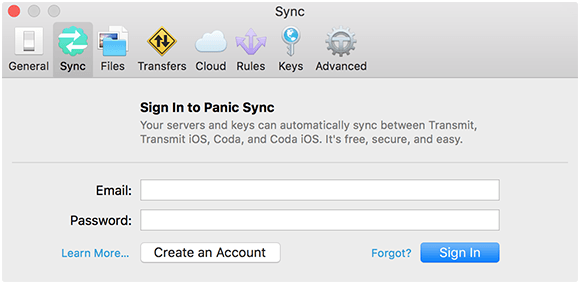 Sync
General Sync Files Transfers Cloud Rules Keys Advanced
Sign In to Panic Sync
Your servers and keys can automatically sync between Transmit,
Transmit iOS, Coda, and Coda iOS. It's free, secure, and easy.
Email:
Password:
Learn More... Create an Account Forgot? Sign In